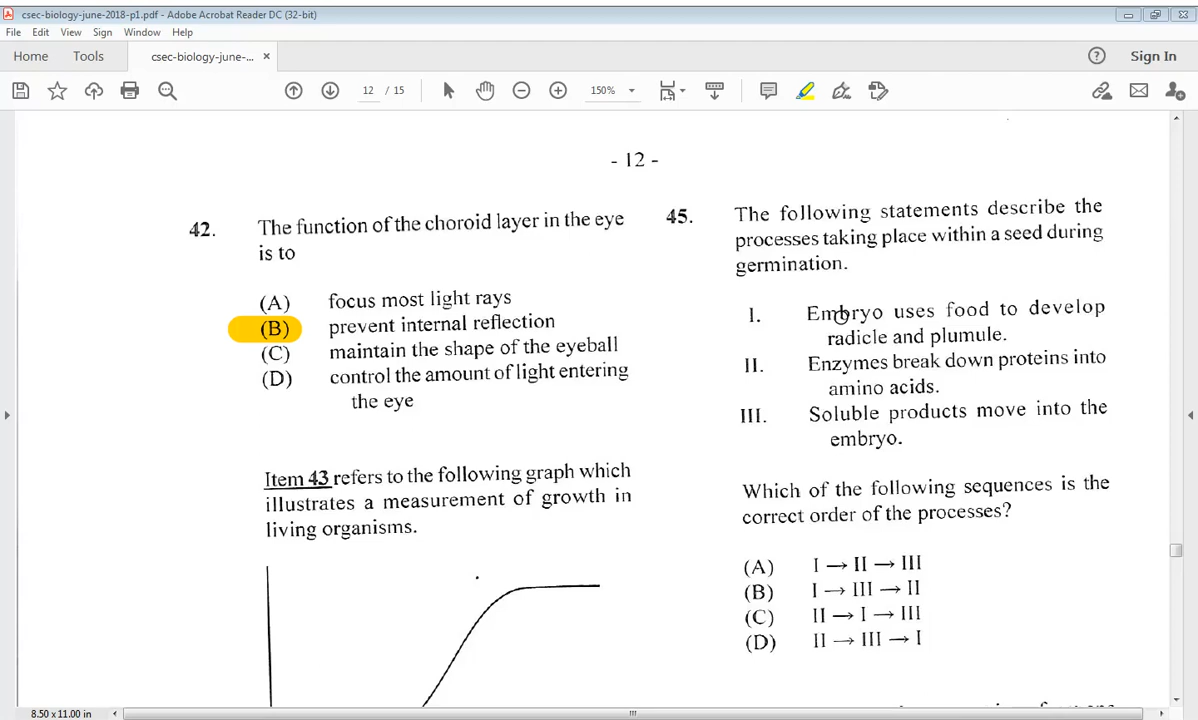 csec-biology-june-2018-p1.pdf - Adobe Acrobat Reader DC (32-bit)
File Edit View Sign Window Help
Home Tools csec-biology-june-... × Sign In
12 / 15 150%
- 12 -
42. The function of the choroid layer in the eye
is to
(A) focus most light rays
(B) prevent internal reflection
(C) maintain the shape of the eyeball
(D) control the amount of light entering
the eye
Item 43 refers to the following graph which
illustrates a measurement of growth in
living organisms.
45. The following statements describe the
processes taking place within a seed during
germination.
I. Embryo uses food to develop
radicle and plumule.
II. Enzymes break down proteins into
amino acids.
III. Soluble products move into the
embryo.
Which of the following sequences is the
correct order of the processes?
(A) I → II → III
(B) I → III → II
(C) II → I → III
(D) II → III → I
8.50 x 11.00 in